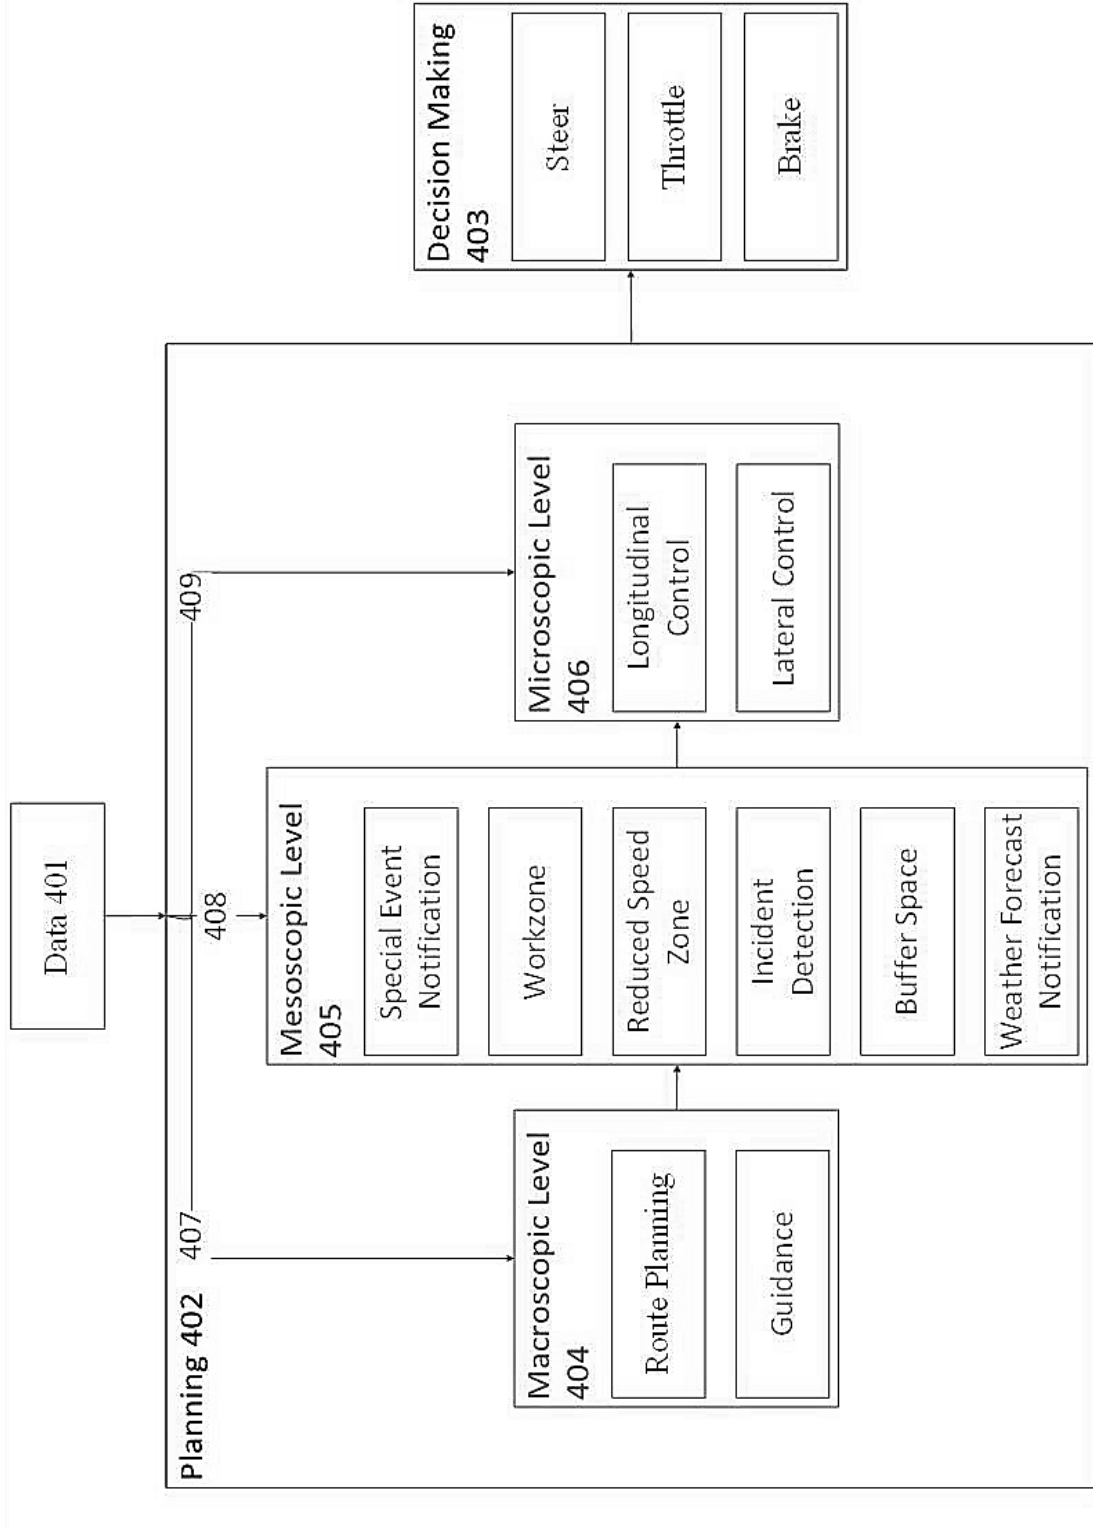 Data 401
Planning 402
407
408
409
Macroscopic Level
404
Route Planning
Guidance
Mesoscopic Level
405
Special Event
Notification
Workzone
Reduced Speed
Zone
Incident
Detection
Buffer Space
Weather Forecast
Notification
Microscopic Level
406
Longitudinal
Control
Lateral Control
Decision Making
403
Steer
Throttle
Brake